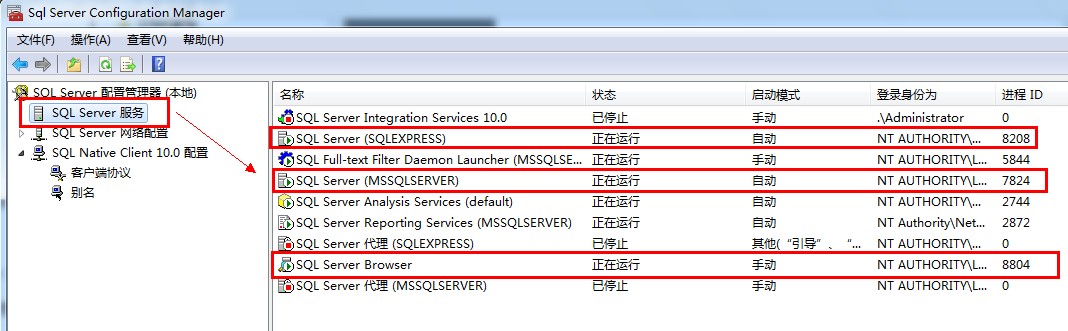 Sql Server Configuration Manager
文件(F) 操作(A) 查看(V) 帮助(H)
SQL Server 配置管理器 (本地)
SQL Server 服务
SQL Server 网络配置
SQL Native Client 10.0 配置
客户端协议
别名
名称 状态 启动模式 登录身份为 进程 ID
SQL Server Integration Services 10.0 已停止 手动 .\Administrator 0
SQL Server (SQLEXPRESS) 正在运行 自动 NT AUTHORITY\L... 8208
SQL Full-text Filter Daemon Launcher (MSSQLSE... 正在运行 手动 NT AUTHORITY\L... 5844
SQL Server (MSSQLSERVER) 正在运行 自动 NT AUTHORITY\L... 7824
SQL Server Analysis Services (default) 正在运行 自动 NT AUTHORITY\L... 2744
SQL Server Reporting Services (MSSQLSERVER) 正在运行 自动 NT Authority\Net... 2872
SQL Server 代理 (SQLEXPRESS) 已停止 其他(“引导”、“... NT AUTHORITY\L... 0
SQL Server Browser 正在运行 手动 NT AUTHORITY\L... 8804
SQL Server 代理 (MSSQLSERVER) 已停止 手动 NT AUTHORITY\L... 0